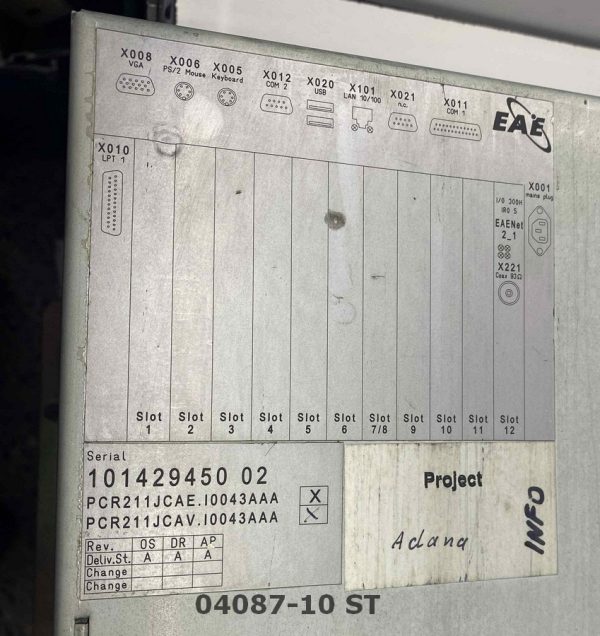 X008
VGA
X006
PS/2 Mouse
X005
Keyboard
X012
COM 2
X020
USB
X101
LAN 10/100
X021
n.c.
X011
COM 1
EAE
X010
LPT 1
X001
mains plug
I/O 300H
IRQ 5
EAENet
2_1
X221
Coax 93Ω
Slot
1
Slot
2
Slot
3
Slot
4
Slot
5
Slot
6
Slot
7/8
Slot
9
Slot
10
Slot
11
Slot
12
Serial
101429450 02
PCR211JCAE.I0043AAA X
PCR211JCAV.I0043AAA X
Rev. OS DR AP
Deliv.St. A A A
Change
Change
Project
Adana
INFO
04087-10 ST